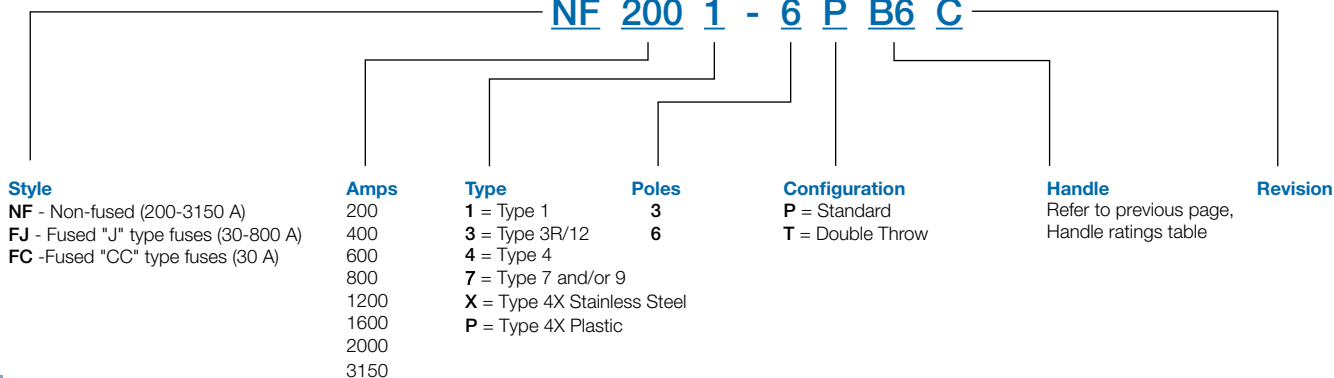 NF 200 1 - 6 P B6 C
Style
NF - Non-fused (200-3150 A)
FJ - Fused "J" type fuses (30-800 A)
FC -Fused "CC" type fuses (30 A)
Amps
200
400
600
800
1200
1600
2000
3150
Type
1 = Type 1
3 = Type 3R/12
4 = Type 4
7 = Type 7 and/or 9
X = Type 4X Stainless Steel
P = Type 4X Plastic
Poles
3
6
Configuration
P = Standard
T = Double Throw
Handle
Refer to previous page,
Handle ratings table
Revision